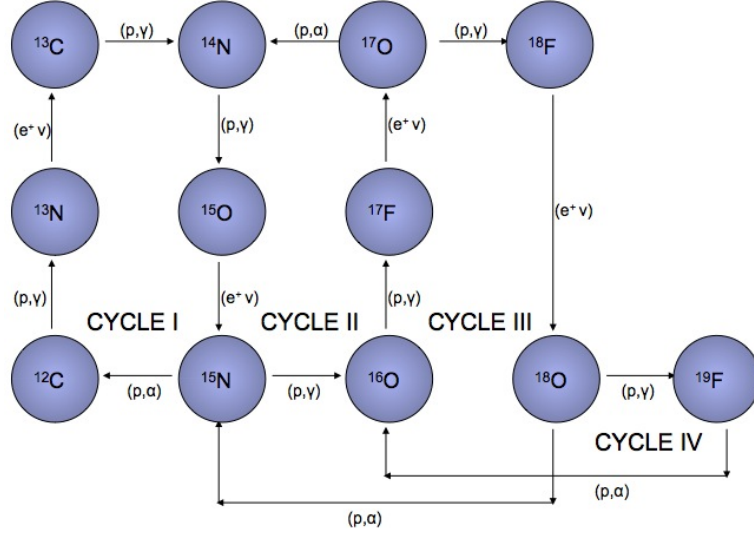 ¹³C (p,γ) ¹⁴N (p,α) ¹⁷O (p,γ) ¹⁸F
(e⁺ ν) (p,γ) (e⁺ ν)
¹³N ¹⁵O ¹⁷F (e⁺ ν)
(p,γ) (e⁺ ν) (p,γ)
CYCLE I CYCLE II CYCLE III
¹²C (p,α) ¹⁵N (p,γ) ¹⁶O ¹⁸O (p,γ) ¹⁹F
CYCLE IV
(p,α)
(p,α)